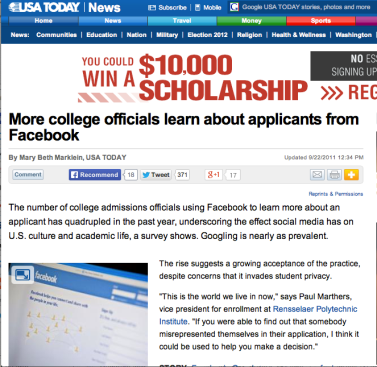 USA TODAY News
Subscribe Mobile Google USA TODAY stories, photos and more
Home News Travel Money Sports
News: Communities Education Nation Military Election 2012 Religion Health & Wellness Washington
YOU COULD WIN A $10,000 SCHOLARSHIP
NO ES
SIGNING UP
>>> REG
More college officials learn about applicants from
Facebook
By Mary Beth Marklein, USA TODAY
Updated 9/22/2011 12:34 PM
Comment Recommend 18 Tweet 371 +1 17
Reprints & Permissions
The number of college admissions officials using Facebook to learn more about an
applicant has quadrupled in the past year, underscoring the effect social media has on
U.S. culture and academic life, a survey shows. Googling is nearly as prevalent.
facebook
The rise suggests a growing acceptance of the practice,
despite concerns that it invades student privacy.
"This is the world we live in now," says Paul Marthers,
vice president for enrollment at Rensselaer Polytechnic
Institute. "If you were able to find out that somebody
misrepresented themselves in their application, I think it
could be used to help you make a decision."